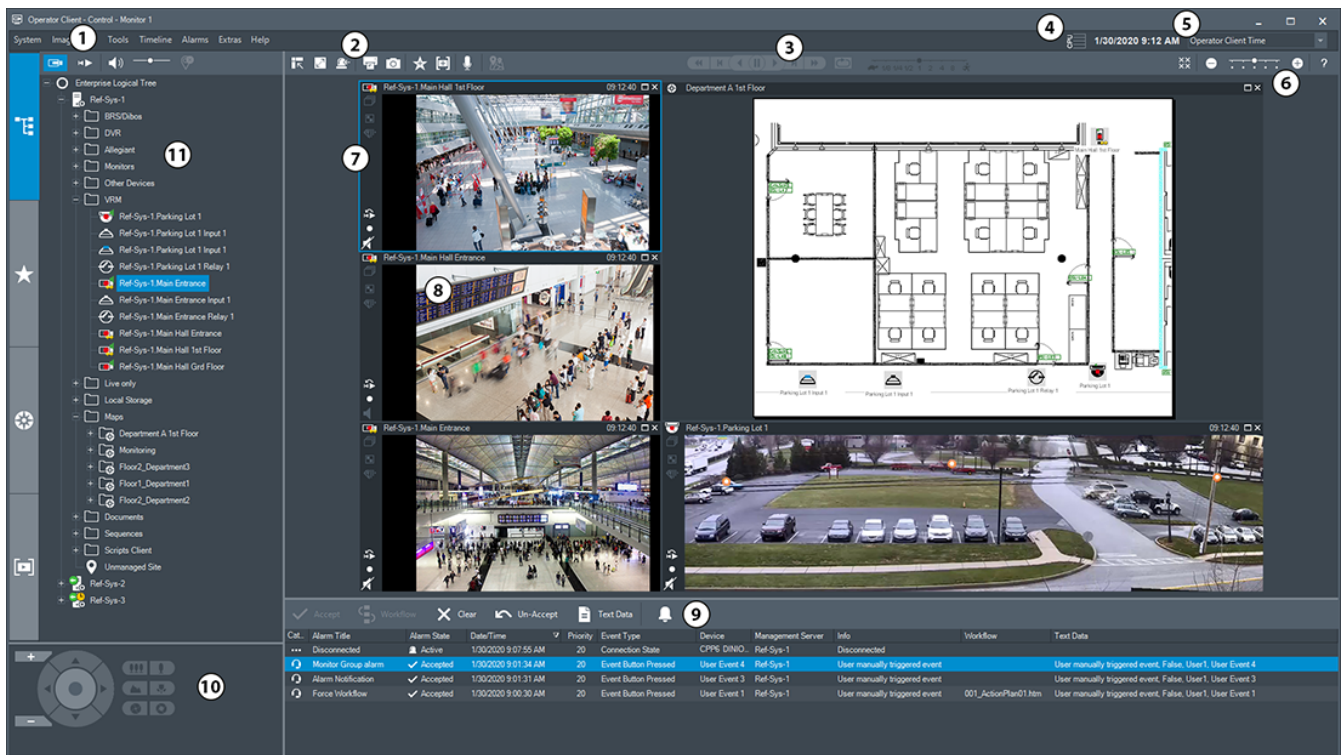 Operator Client - Control - Monitor 1
System Tools Timeline Alarms Extras Help
1 2 3 4 5 6
1/30/2020 9:12 AM Operator Client Time
?
Enterprise Logical Tree
Ref-Sys-1
BRS/Dibos
DVR
Allegiant
11
Monitors
Other Devices
VRM
Ref-Sys-1.Parking Lot 1
Ref-Sys-1.Parking Lot 1 Input 1
Ref-Sys-1.Parking Lot 1 Input 1
Ref-Sys-1.Parking Lot 1 Relay 1
Ref-Sys-1.Main Entrance
Ref-Sys-1.Main Entrance Input 1
Ref-Sys-1.Main Entrance Relay 1
Ref-Sys-1.Main Hall Entrance
Ref-Sys-1.Main Hall 1st Floor
Ref-Sys-1.Main Hall Grd Floor
Live only
Local Storage
Maps
Department A 1st Floor
Monitoring
Floor2_Department3
Floor1_Department1
Floor2_Department2
Documents
Sequences
Scripts Client
Unmanaged Site
Ref-Sys-2
Ref-Sys-3
10
Ref-Sys-1.Main Hall 1st Floor 09:12:40
7
Ref-Sys-1.Main Hall Entrance 09:12:40
8
Ref-Sys-1.Main Entrance 09:12:40
Department A 1st Floor
Main Hall 1st Floor
Parking Lot 1 Input 1
Parking Lot 1 Input 1
Parking Lot 1 Relay 1
Parking Lot 1
Ref-Sys-1.Parking Lot 1 09:12:40
Accept Workflow Clear Un-Accept Text Data 9
Cat.. Alarm Title Alarm State Date/Time Priority Event Type Device Management Server Info Workflow Text Data
Disconnected Active 1/30/2020 9:07:55 AM 20 Connection State CPP6 DINIO... Ref-Sys-1 Disconnected
Monitor Group alarm Accepted 1/30/2020 9:01:34 AM 20 Event Button Pressed User Event 4 Ref-Sys-1 User manually triggered event User manually triggered event, False, User1, User Event 4
Alarm Notification Accepted 1/30/2020 9:01:31 AM 20 Event Button Pressed User Event 3 Ref-Sys-1 User manually triggered event User manually triggered event, False, User1, User Event 3
Force Workflow Accepted 1/30/2020 9:00:30 AM 20 Event Button Pressed User Event 1 Ref-Sys-1 User manually triggered event 001_ActionPlan01.htm User manually triggered event, False, User1, User Event 1